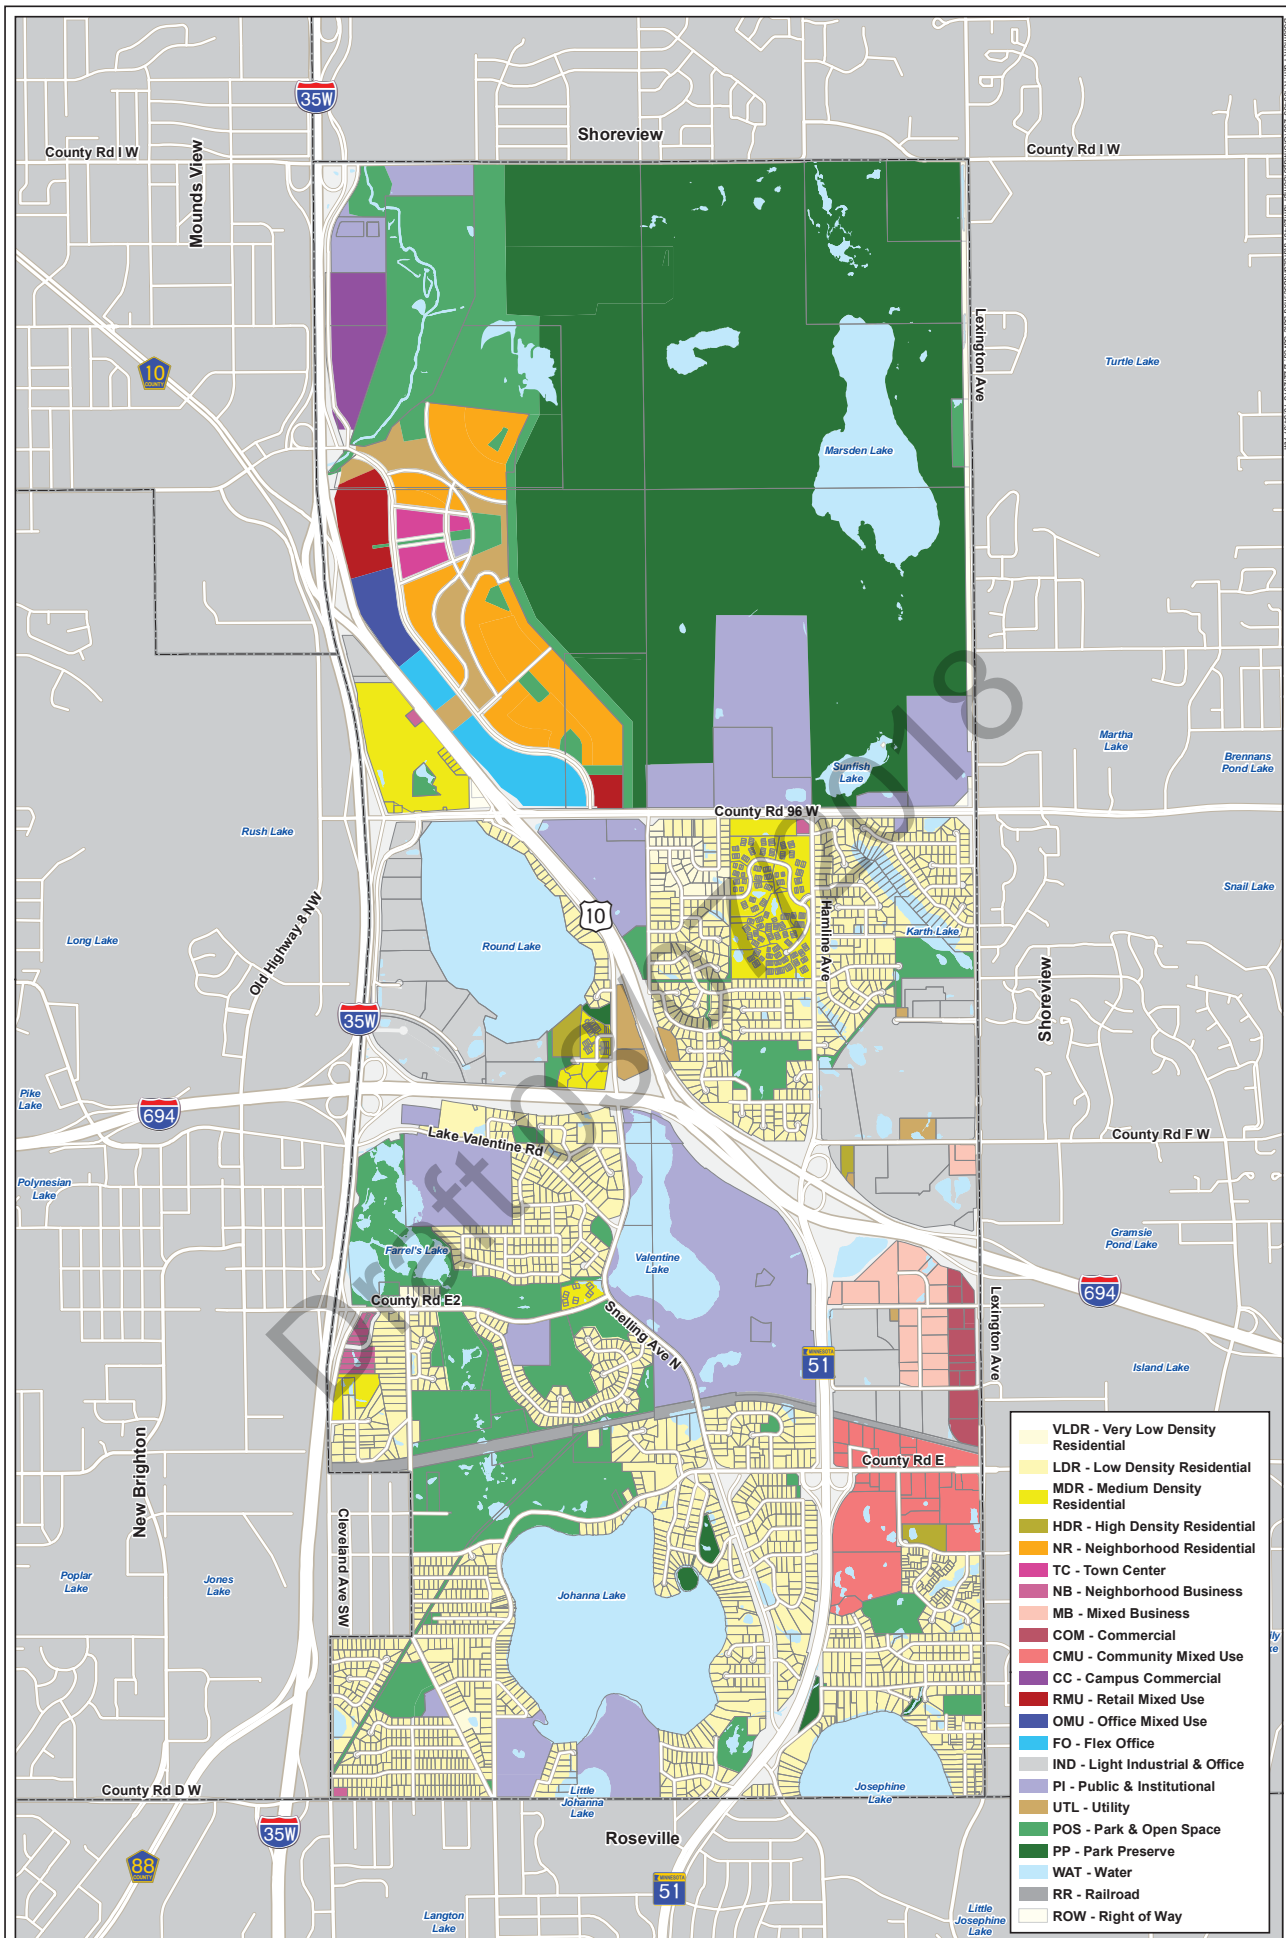 35W
Shoreview
County Rd I W
County Rd I W
Mounds View
Lexington Ave
10
COUNTY
Turtle Lake
Marsden Lake
Martha
Lake
Brennans
Pond Lake
Sunfish
Lake
County Rd 96 W
Rush Lake
Snail Lake
Old Highway 8 NW
10
Hamline Ave
Long Lake
Round Lake
Karth Lake
Shoreview
35W
Pike
Lake
694
Lake Valentine Rd
County Rd F W
Polynesian
Lake
Farrel's Lake
Valentine
Lake
Gramsie
Pond Lake
694
County Rd E2
Snelling Ave N
Lexington Ave
MINNESOTA
51
Island Lake
New Brighton
County Rd E
Cleveland Ave SW
Poplar
Lake
Jones
Lake
Johanna Lake
County Rd D W
Little
Johanna
Lake
Josephine
Lake
35W
Roseville
88
COUNTY
MINNESOTA
51
Langton
Lake
Little
Josephine
Lake
VLDR - Very Low Density
Residential
LDR - Low Density Residential
MDR - Medium Density
Residential
HDR - High Density Residential
NR - Neighborhood Residential
TC - Town Center
NB - Neighborhood Business
MB - Mixed Business
COM - Commercial
CMU - Community Mixed Use
CC - Campus Commercial
RMU - Retail Mixed Use
OMU - Office Mixed Use
FO - Flex Office
IND - Light Industrial & Office
PI - Public & Institutional
UTL - Utility
POS - Park & Open Space
PP - Park Preserve
WAT - Water
RR - Railroad
ROW - Right of Way